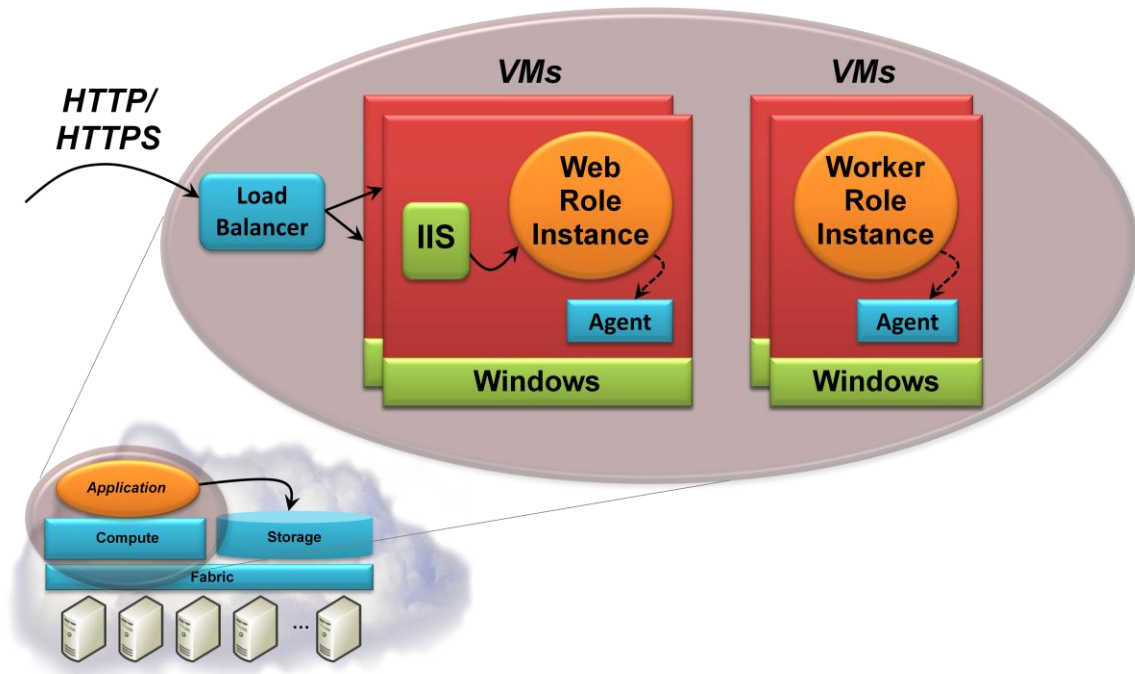 VMs
VMs
HTTP/
HTTPS
Load
Balancer
IIS
Web
Role
Instance
Agent
Windows
Worker
Role
Instance
Agent
Windows
Application
Compute
Storage
Fabric
...